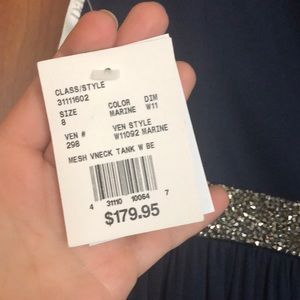 CLASS/STYLE
31111602
SIZE COLOR DIM
8 MARINE W11
VEN # VEN STYLE
298 W11092 MARINE
MESH VNECK TANK W BE
4 31110 10064 7
$179.95